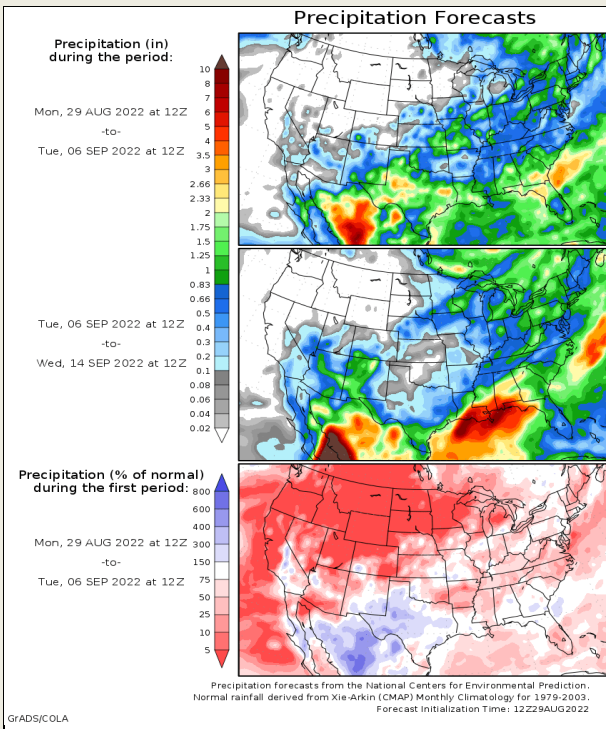 Precipitation Forecasts
Precipitation (in)
during the period:
Mon, 29 AUG 2022 at 12Z
-to-
Tue, 06 SEP 2022 at 12Z
10
8
7
6
5
4
3.5
3
2.66
2.33
2
1.75
1.5
1.25
1
0.83
0.66
0.5
0.4
0.3
0.2
0.1
0.08
0.06
0.04
0.02
Tue, 06 SEP 2022 at 12Z
-to-
Wed, 14 SEP 2022 at 12Z
Precipitation (% of normal)
during the first period:
Mon, 29 AUG 2022 at 12Z
-to-
Tue, 06 SEP 2022 at 12Z
800
600
400
300
150
75
50
25
10
5
Precipitation forecasts from the National Centers for Environmental Prediction.
Normal rainfall derived from Xie-Arkin (CMAP) Monthly Climatology for 1979-2003.
Forecast Initialization Time: 12Z29AUG2022
GrADS/COLA